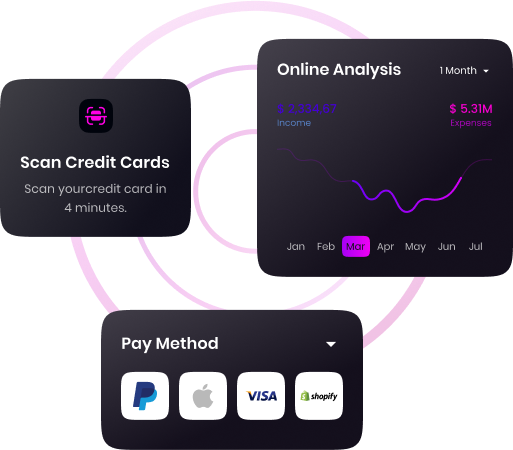 Online Analysis
1 Month
$ 2,234.67
$ 5.31M
Income
Expenses
Jan Feb Mar Apr May Jun Jul
Scan Credit Cards
Scan yourcredit card in
4 minutes.
Pay Method
VISA
shopify